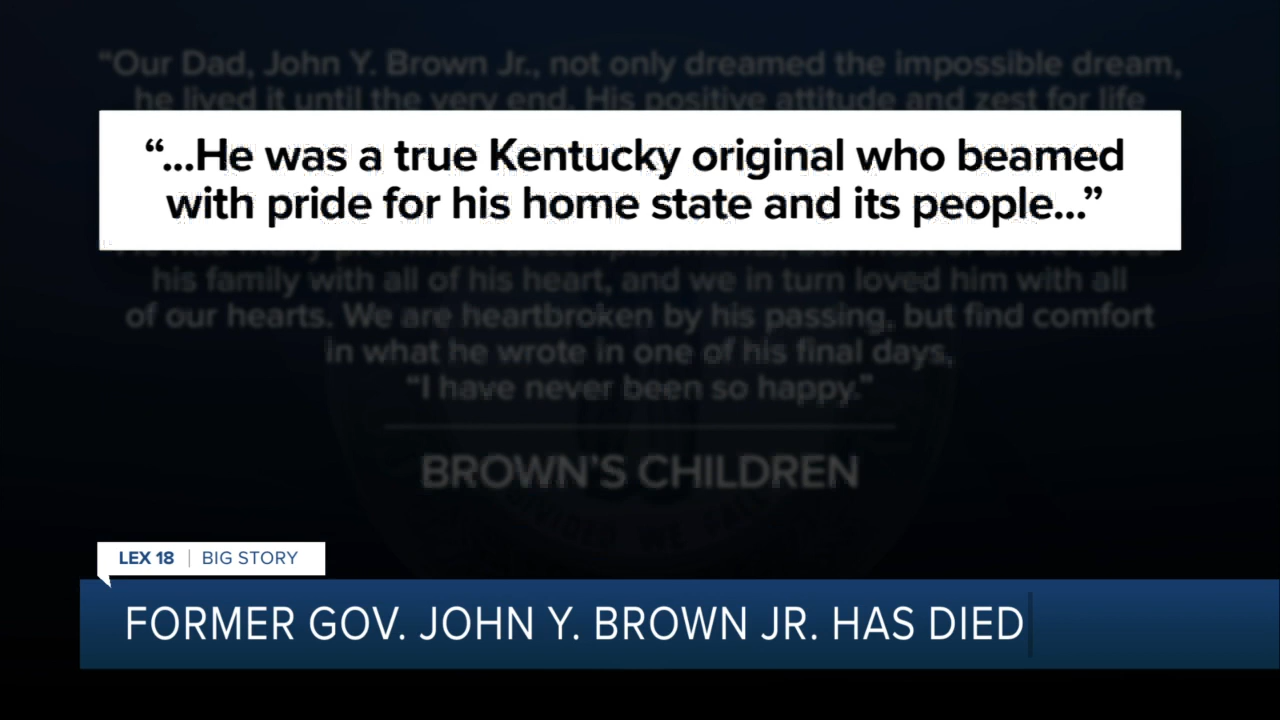 “Our Dad, John Y. Brown Jr., not only dreamed the impossible dream,
he lived it until the very end. His positive attitude and zest for life
“...He was a true Kentucky original who beamed
with pride for his home state and its people...”
his family with all of his heart, and we in turn loved him with all
of our hearts. We are heartbroken by his passing, but find comfort
in what he wrote in one of his final days,
“I have never been so happy.”
BROWN’S CHILDREN
LEX 18 | BIG STORY
FORMER GOV. JOHN Y. BROWN JR. HAS DIED